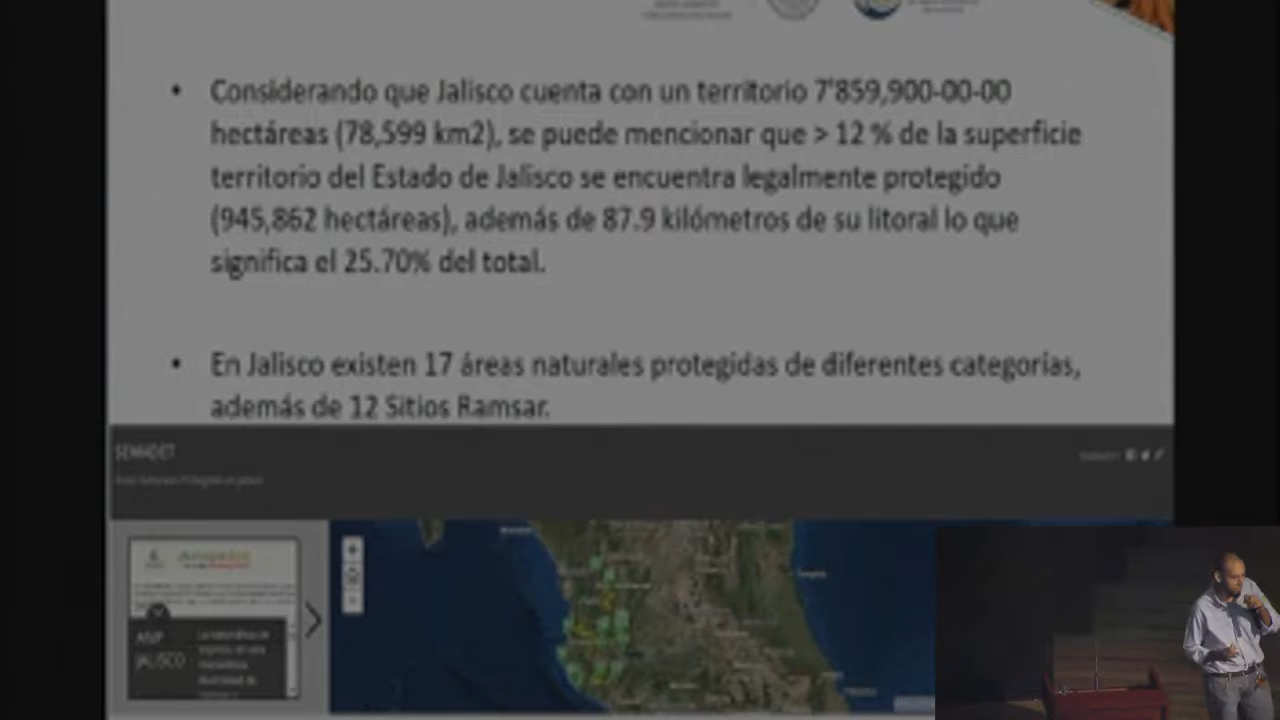 • Considerando que Jalisco cuenta con un territorio 7'859,900-00-00
hectáreas (78,599 km2), se puede mencionar que > 12 % de la superficie
territorio del Estado de Jalisco se encuentra legalmente protegido
(945,862 hectáreas), además de 87.9 kilómetros de su litoral lo que
significa el 25.70% del total.
• En Jalisco existen 17 áreas naturales protegidas de diferentes categorías,
además de 12 Sitios Ramsar.
SEMADET
ANP
JALISCO